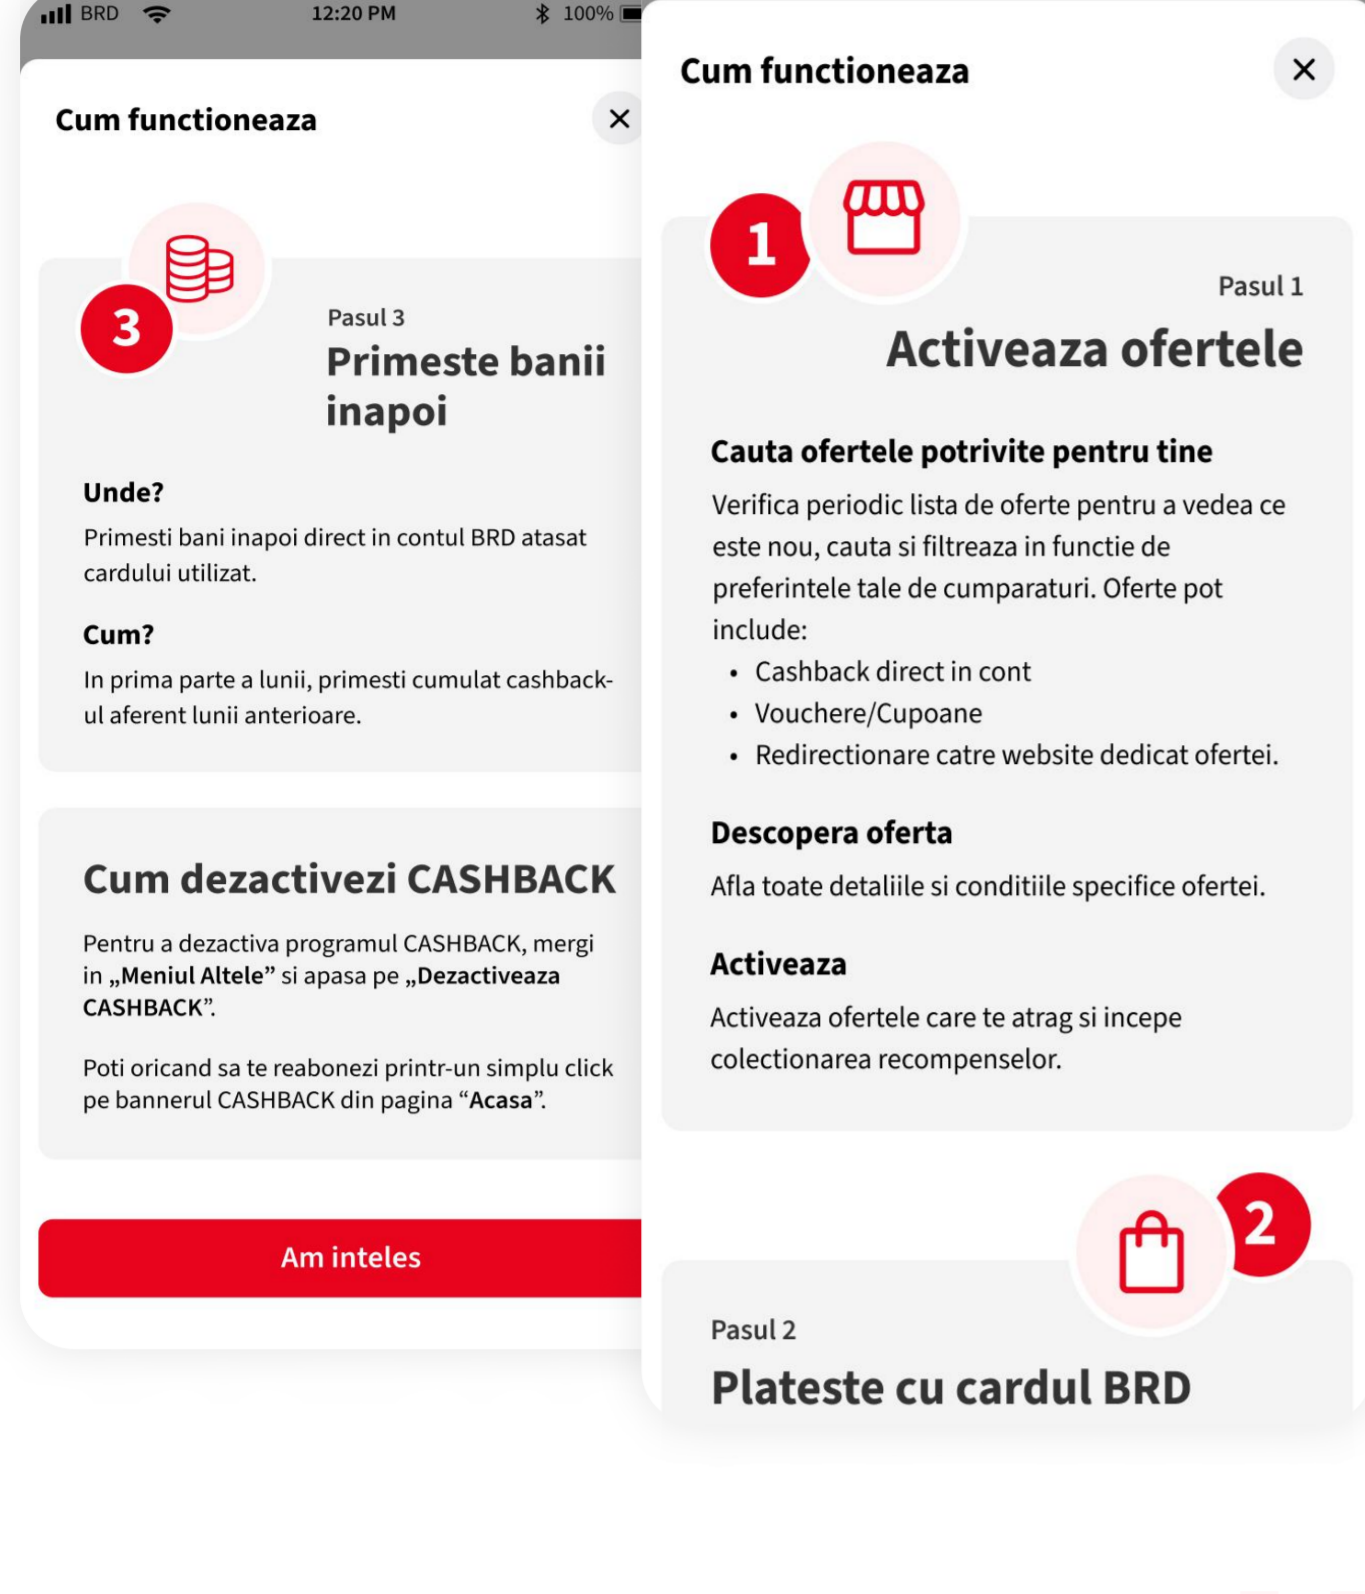 BRD 12:20 PM 100%
Cum functioneaza
3
Pasul 3
Primeste banii
inapoi
Unde?
Primesti bani inapoi direct in contul BRD atasat
cardului utilizat.
Cum?
In prima parte a lunii, primesti cumulat cashback-
ul aferent lunii anterioare.
Cum dezactivezi CASHBACK
Pentru a dezactiva programul CASHBACK, mergi
in „Meniul Altele” si apasa pe „Dezactiveaza
CASHBACK”.
Poti oricand sa te reabonezi printr-un simplu click
pe bannerul CASHBACK din pagina “Acasa”.
Am inteles
Cum functioneaza
1
Pasul 1
Activeaza ofertele
Cauta ofertele potrivite pentru tine
Verifica periodic lista de oferte pentru a vedea ce
este nou, cauta si filtreaza in functie de
preferintele tale de cumparaturi. Oferte pot
include:
• Cashback direct in cont
• Vouchere/Cupoane
• Redirectionare catre website dedicat ofertei.
Descopera oferta
Afla toate detaliile si conditiile specifice ofertei.
Activeaza
Activeaza ofertele care te atrag si incepe
colectionarea recompenselor.
2
Pasul 2
Plateste cu cardul BRD